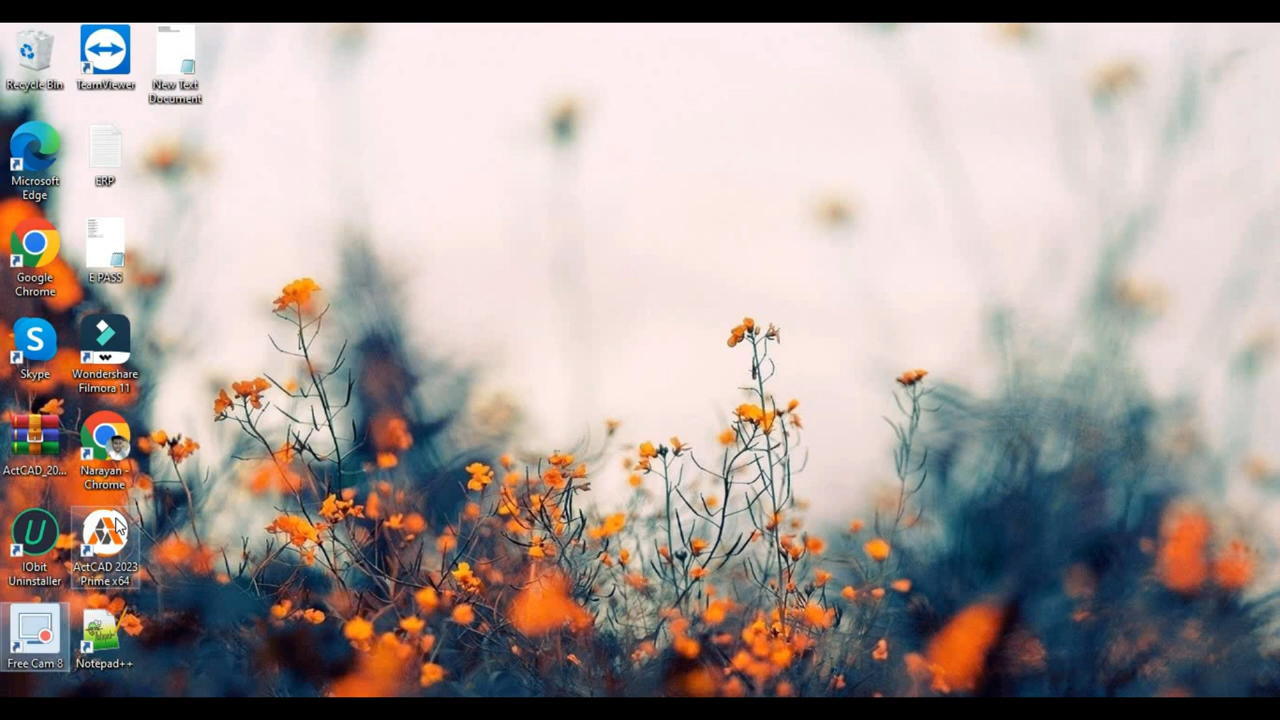 Recycle Bin
TeamViewer
New Text
Document
Microsoft
Edge
ERP
Google
Chrome
E PASS
Skype
Wondershare
Filmora 11
ActCAD_20...
Narayan -
Chrome
IObit
Uninstaller
ActCAD 2023
Prime x64
Free Cam 8
Notepad++